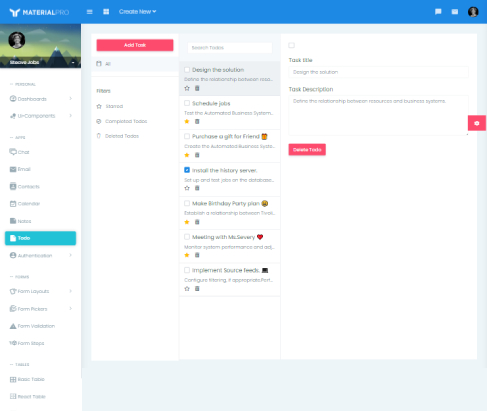 MATERIALPRO
Create New
Steave Jobs
PERSONAL
Dashboards
Ui-Components
APPS
Chat
Email
Contacts
Calendar
Notes
Todo
Authentication
FORMS
Form Layouts
Form Pickers
Form Validation
Form Steps
TABLES
Basic Table
Reset Table
Add Task
All
Filters
Starred
Completed Todos
Deleted Todos
Search Todos
Design the solution
Define the relationship between resou...
Schedule jobs
Test the Automated Business System...
Purchase a gift for Friend 🎁
Create the Automated Business Syste...
Install the history server.
Set up and test jobs on the database...
Make Birthday Party plan
Establish a relationship between Tivoli...
Meeting with Ms.Severy ❤️
Monitor system performance and adj...
Implement Source feeds. 💻
Configure filtering, if appropriate.Fort...
Task title
Design the solution
Task Description
Define the relationship between resources and business systems.
Delete Todo